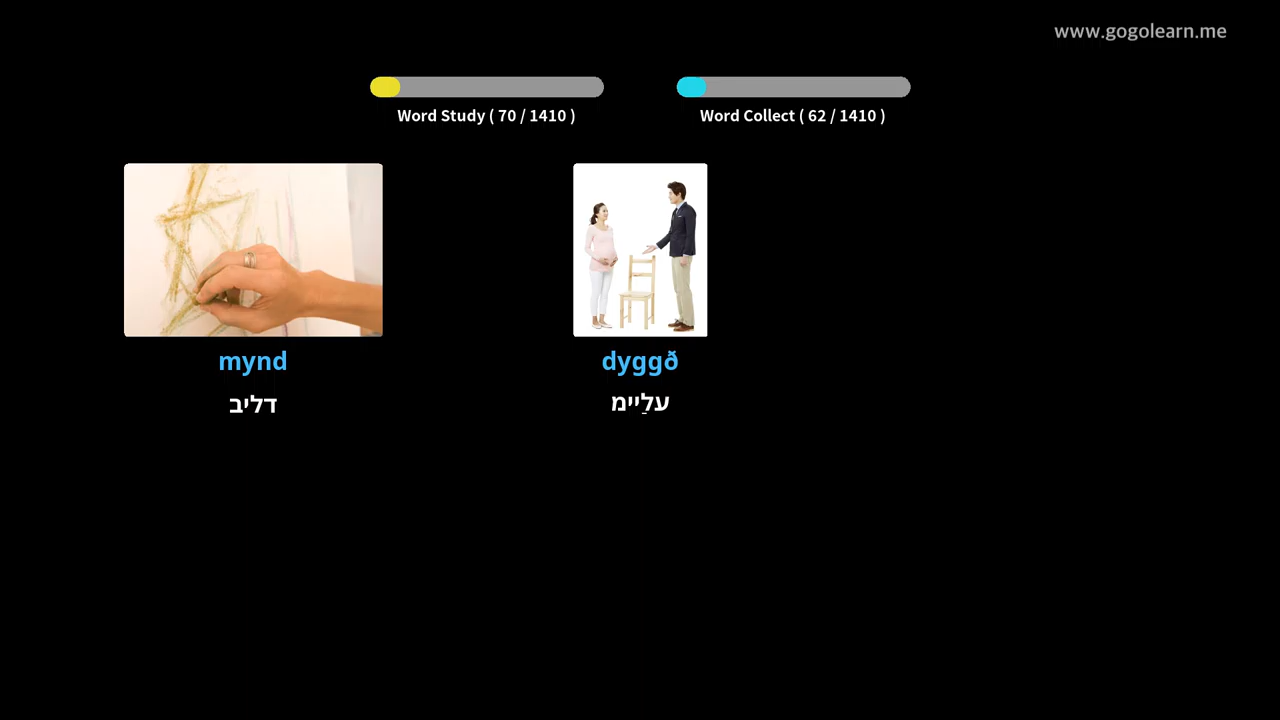 www.gogolearn.me
Word Study ( 70 / 1410 )
Word Collect ( 62 / 1410 )
mynd
דליב
dyggð
עלַיימ